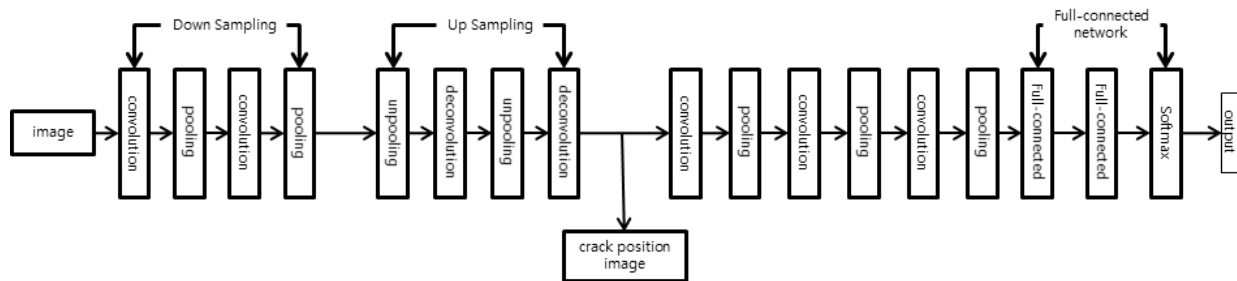 Down Sampling
Up Sampling
Full-connected
network
image
convolution
pooling
convolution
pooling
unpooling
deconvolution
unpooling
deconvolution
convolution
pooling
convolution
pooling
convolution
pooling
Full-connected
Full-connected
Softmax
output
crack position
image